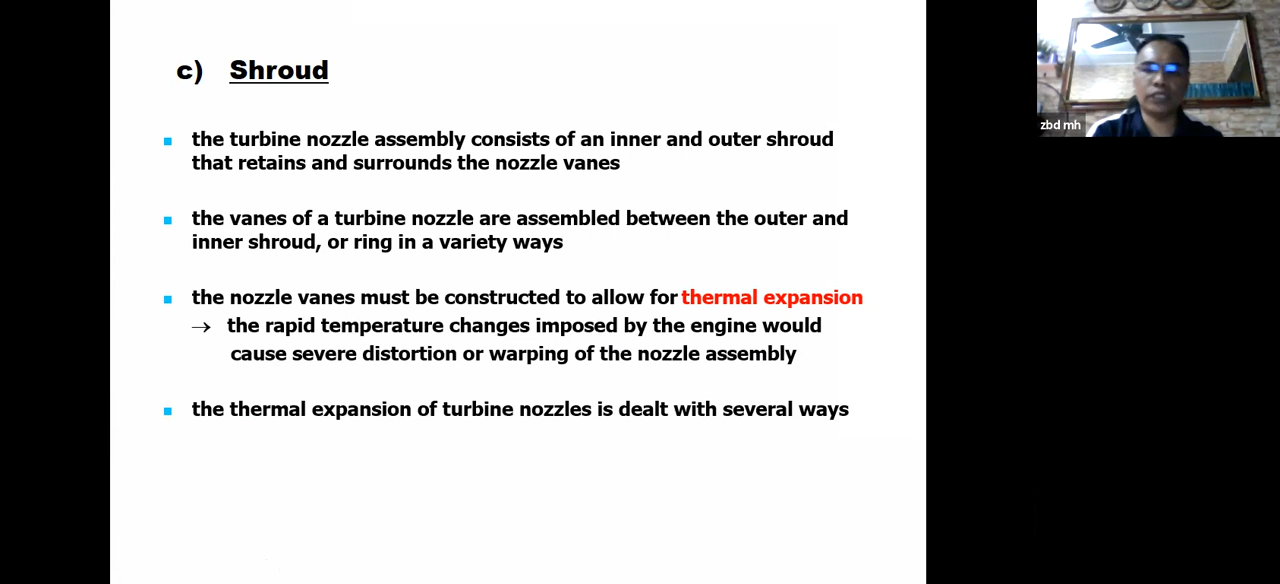 c) Shroud
the turbine nozzle assembly consists of an inner and outer shroud
that retains and surrounds the nozzle vanes
the vanes of a turbine nozzle are assembled between the outer and
inner shroud, or ring in a variety ways
the nozzle vanes must be constructed to allow for thermal expansion
→ the rapid temperature changes imposed by the engine would
cause severe distortion or warping of the nozzle assembly
the thermal expansion of turbine nozzles is dealt with several ways
zbd mh